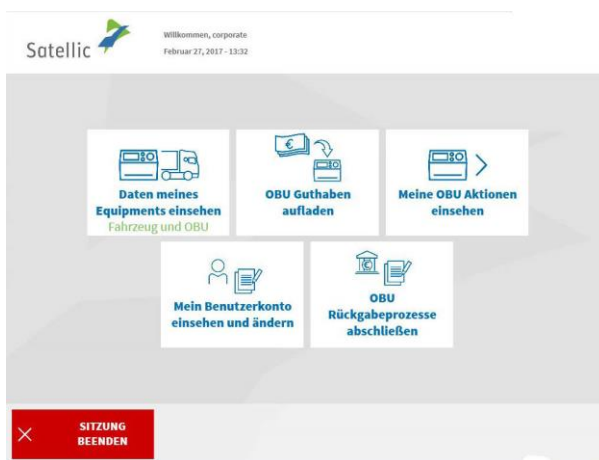 Satellic
Willkommen, corporate
Februar 27, 2017 - 13:32
Daten meines
Equipments einsehen
Fahrzeug und OBU
OBU Guthaben
aufladen
Meine OBU Aktionen
einsehen
Mein Benutzerkonto
einsehen und ändern
OBU
Rückgabeprozesse
abschließen
SITZUNG
BEENDEN